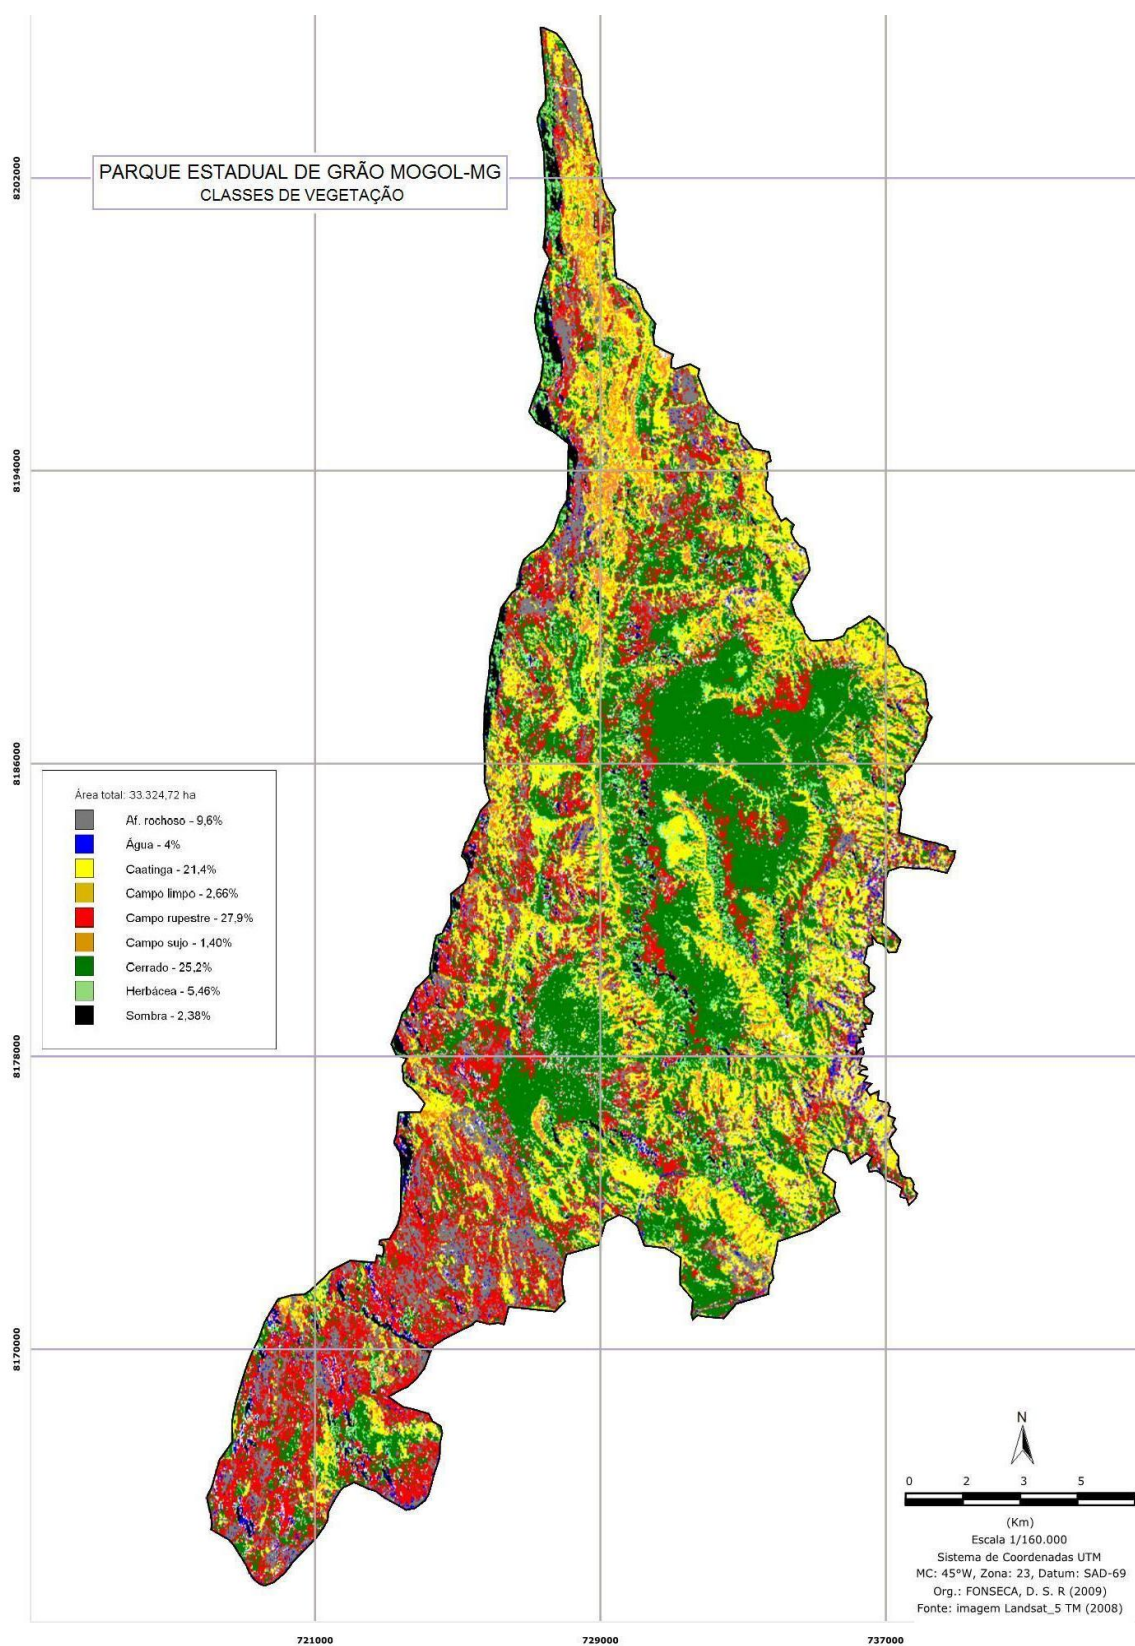 PARQUE ESTADUAL DE GRÃO MOGOL-MG
CLASSES DE VEGETAÇÃO
8202000
8194000
8186000
Área total: 33.324,72 ha
Af. rochoso - 9,6%
Água - 4%
Caatinga - 21,4%
Campo limpo - 2,66%
Campo rupestre - 27,9%
Campo sujo - 1,40%
Cerrado - 25,2%
Herbácea - 5,46%
Sombra - 2,38%
8178000
8170000
N
0 2 3 5
(Km)
Escala 1/160.000
Sistema de Coordenadas UTM
MC: 45°W, Zona: 23, Datum: SAD-69
Org.: FONSECA, D. S. R (2009)
Fonte: imagem Landsat_5 TM (2008)
721000 729000 737000